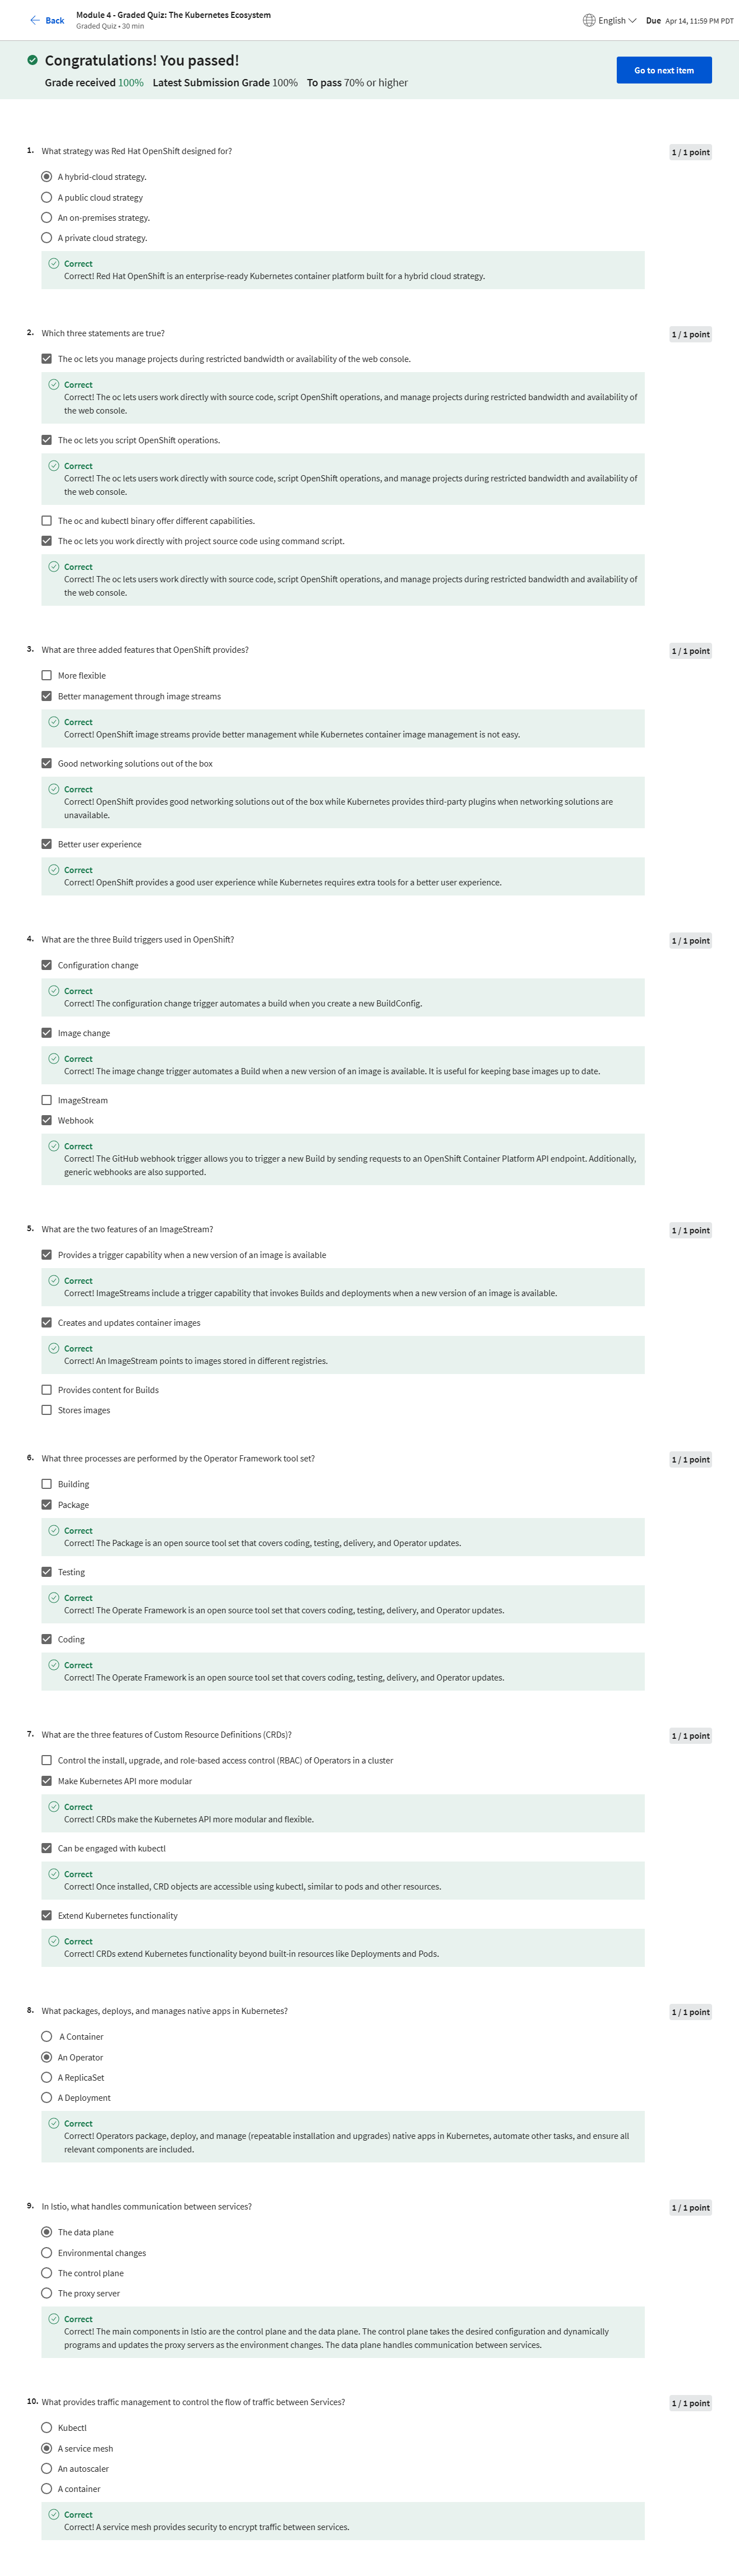 Back
Module 4 - Graded Quiz: The Kubernetes Ecosystem
Graded Quiz • 30 min
English
Due Apr 14, 11:59 PM PDT
Congratulations! You passed!
Grade received 100% Latest Submission Grade 100% To pass 70% or higher
Go to next item
1. What strategy was Red Hat OpenShift designed for?
1 / 1 point
A hybrid-cloud strategy.
A public cloud strategy
An on-premises strategy.
A private cloud strategy.
Correct
Correct! Red Hat OpenShift is an enterprise-ready Kubernetes container platform built for a hybrid cloud strategy.
2. Which three statements are true?
1 / 1 point
The oc lets you manage projects during restricted bandwidth or availability of the web console.
Correct
Correct! The oc lets users work directly with source code, script OpenShift operations, and manage projects during restricted bandwidth and availability of
the web console.
The oc lets you script OpenShift operations.
Correct
Correct! The oc lets users work directly with source code, script OpenShift operations, and manage projects during restricted bandwidth and availability of
the web console.
The oc and kubectl binary offer different capabilities.
The oc lets you work directly with project source code using command script.
Correct
Correct! The oc lets users work directly with source code, script OpenShift operations, and manage projects during restricted bandwidth and availability of
the web console.
3. What are three added features that OpenShift provides?
1 / 1 point
More flexible
Better management through image streams
Correct
Correct! OpenShift image streams provide better management while Kubernetes container image management is not easy.
Good networking solutions out of the box
Correct
Correct! OpenShift provides good networking solutions out of the box while Kubernetes provides third-party plugins when networking solutions are
unavailable.
Better user experience
Correct
Correct! OpenShift provides a good user experience while Kubernetes requires extra tools for a better user experience.
4. What are the three Build triggers used in OpenShift?
1 / 1 point
Configuration change
Correct
Correct! The configuration change trigger automates a build when you create a new BuildConfig.
Image change
Correct
Correct! The image change trigger automates a Build when a new version of an image is available. It is useful for keeping base images up to date.
ImageStream
Webhook
Correct
Correct! The GitHub webhook trigger allows you to trigger a new Build by sending requests to an OpenShift Container Platform API endpoint. Additionally,
generic webhooks are also supported.
5. What are the two features of an ImageStream?
1 / 1 point
Provides a trigger capability when a new version of an image is available
Correct
Correct! ImageStreams include a trigger capability that invokes Builds and deployments when a new version of an image is available.
Creates and updates container images
Correct
Correct! An ImageStream points to images stored in different registries.
Provides content for Builds
Stores images
6. What three processes are performed by the Operator Framework tool set?
1 / 1 point
Building
Package
Correct
Correct! The Package is an open source tool set that covers coding, testing, delivery, and Operator updates.
Testing
Correct
Correct! The Operate Framework is an open source tool set that covers coding, testing, delivery, and Operator updates.
Coding
Correct
Correct! The Operate Framework is an open source tool set that covers coding, testing, delivery, and Operator updates.
7. What are the three features of Custom Resource Definitions (CRDs)?
1 / 1 point
Control the install, upgrade, and role-based access control (RBAC) of Operators in a cluster
Make Kubernetes API more modular
Correct
Correct! CRDs make the Kubernetes API more modular and flexible.
Can be engaged with kubectl
Correct
Correct! Once installed, CRD objects are accessible using kubectl, similar to pods and other resources.
Extend Kubernetes functionality
Correct
Correct! CRDs extend Kubernetes functionality beyond built-in resources like Deployments and Pods.
8. What packages, deploys, and manages native apps in Kubernetes?
1 / 1 point
A Container
An Operator
A ReplicaSet
A Deployment
Correct
Correct! Operators package, deploy, and manage (repeatable installation and upgrades) native apps in Kubernetes, automate other tasks, and ensure all
relevant components are included.
9. In Istio, what handles communication between services?
1 / 1 point
The data plane
Environmental changes
The control plane
The proxy server
Correct
Correct! The main components in Istio are the control plane and the data plane. The control plane takes the desired configuration and dynamically
programs and updates the proxy servers as the environment changes. The data plane handles communication between services.
10. What provides traffic management to control the flow of traffic between Services?
1 / 1 point
Kubectl
A service mesh
An autoscaler
A container
Correct
Correct! A service mesh provides security to encrypt traffic between services.